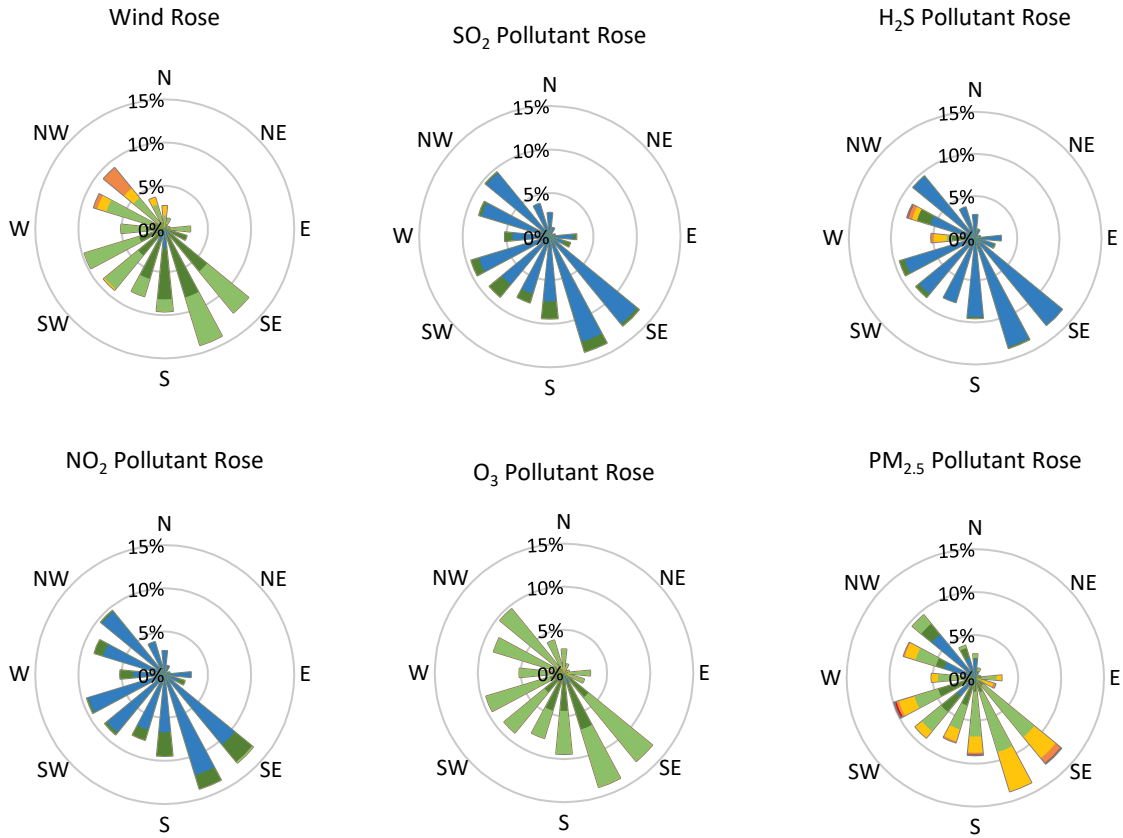 Wind Rose
N
15%
10%
5%
0%
NW
NE
W
E
SW
SE
S
SO₂ Pollutant Rose
N
15%
10%
5%
0%
NW
NE
W
E
SW
SE
S
H₂S Pollutant Rose
N
15%
10%
5%
0%
NW
NE
W
E
SW
SE
S
NO₂ Pollutant Rose
N
15%
10%
5%
0%
NW
NE
W
E
SW
SE
S
O₃ Pollutant Rose
N
15%
10%
5%
0%
NW
NE
W
E
SW
SE
S
PM₂.₅ Pollutant Rose
N
15%
10%
5%
0%
NW
NE
W
E
SW
SE
S